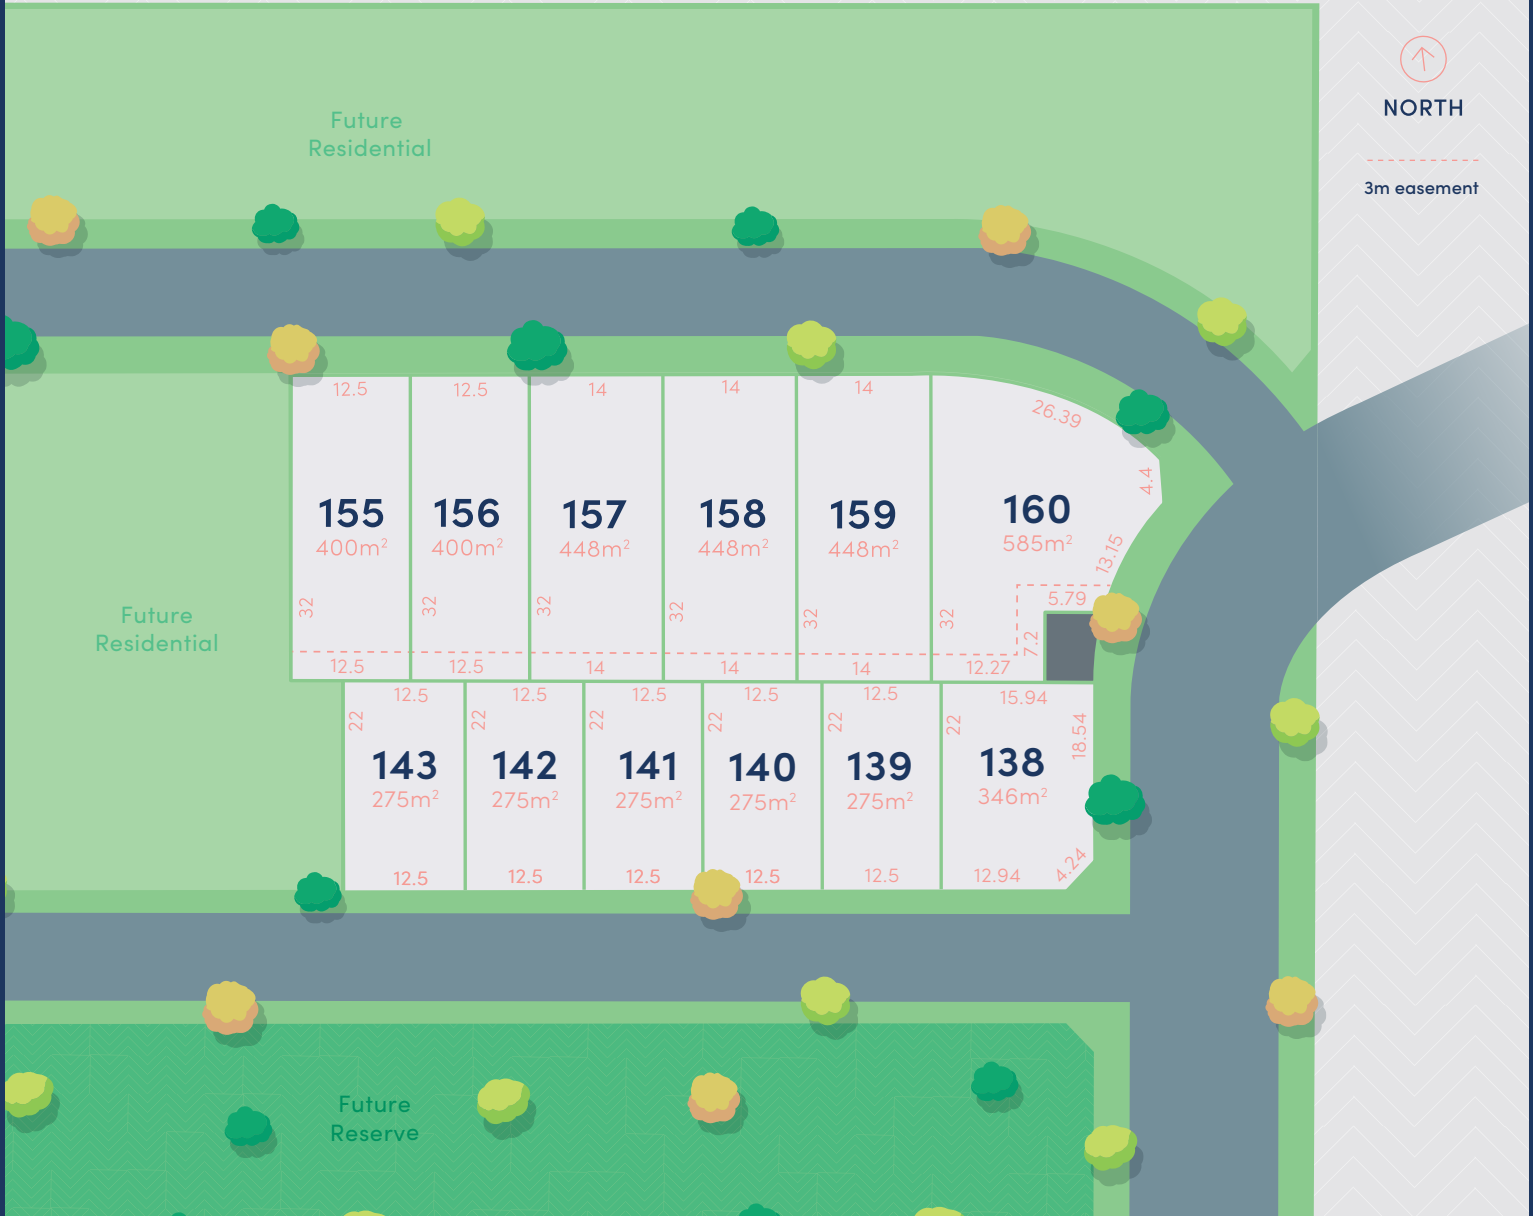 NORTH
3m easement
Future
Residential
12.5
12.5
14
14
14
26.39
4.4
155
400m²
156
400m²
157
448m²
158
448m²
159
448m²
160
585m²
13.15
5.79
7.2
32
32
32
32
32
32
12.5
12.5
14
14
14
12.27
Future
Residential
12.5
12.5
12.5
12.5
12.5
15.94
22
22
22
22
22
22
18.54
143
275m²
142
275m²
141
275m²
140
275m²
139
275m²
138
346m²
12.5
12.5
12.5
12.5
12.5
12.94
4.24
Future
Reserve